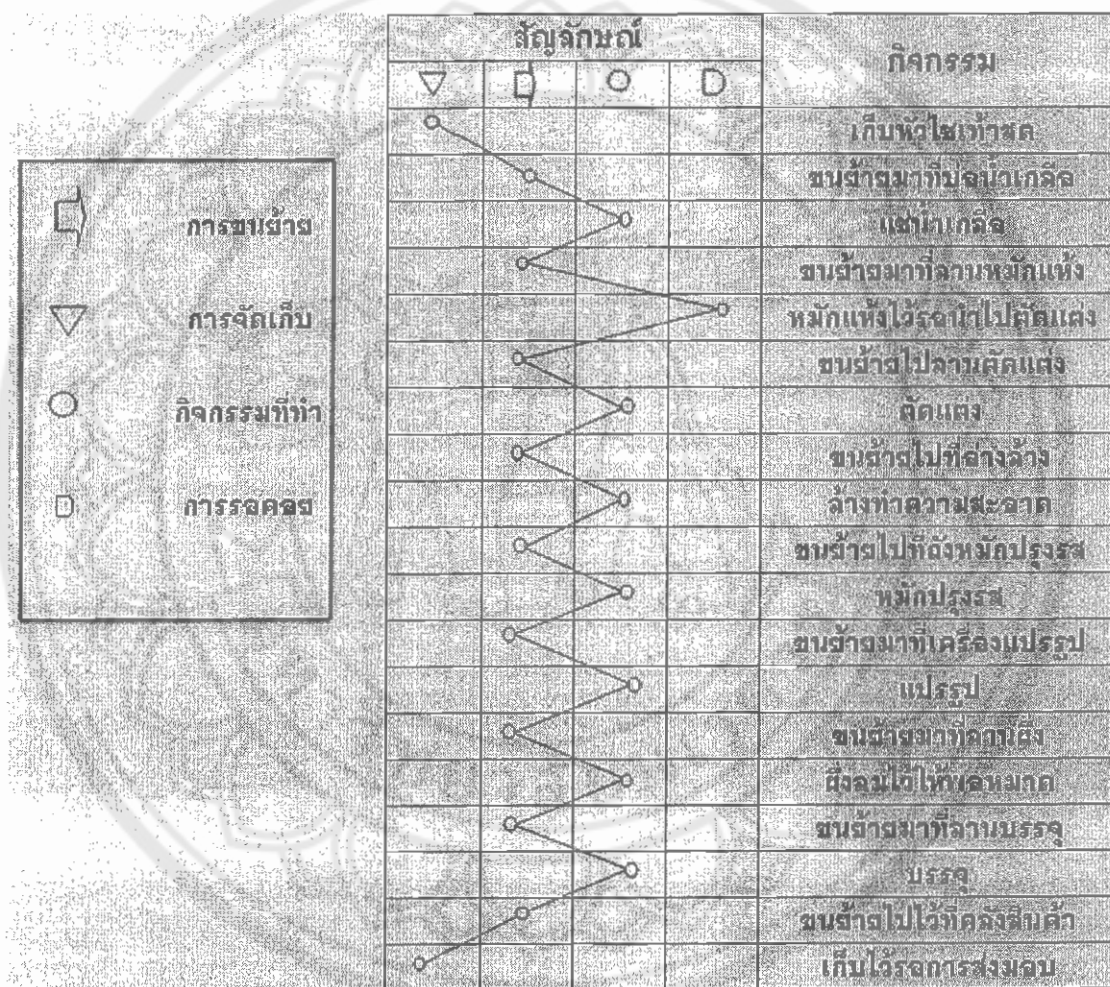 สัญลักษณ์
กิจกรรม
เก็บหัวไชเท้าสด
ขนย้ายมาที่บ่อน้ำเกลือ
แช่น้ำเกลือ
ขนย้ายมาที่ลานหมักแห้ง
หมักแห้งไว้รอนำไปตัดแต่ง
ขนย้ายไปลานตัดแต่ง
ตัดแต่ง
ขนย้ายไปที่อ่างล้าง
ล้างทำความสะอาด
ขนย้ายไปที่ถังหมักปรุงรส
หมักปรุงรส
ขนย้ายมาที่เครื่องแปรรูป
แปรรูป
ขนย้ายมาที่ลานผึ่ง
ผึ่งลมไว้ให้พอหมาด
ขนย้ายมาที่ลานบรรจุ
บรรจุ
ขนย้ายไปไว้ที่คลังสินค้า
เก็บไว้รอการส่งมอบ
การขนย้าย
การจัดเก็บ
กิจกรรมที่ทำ
การรอคอย